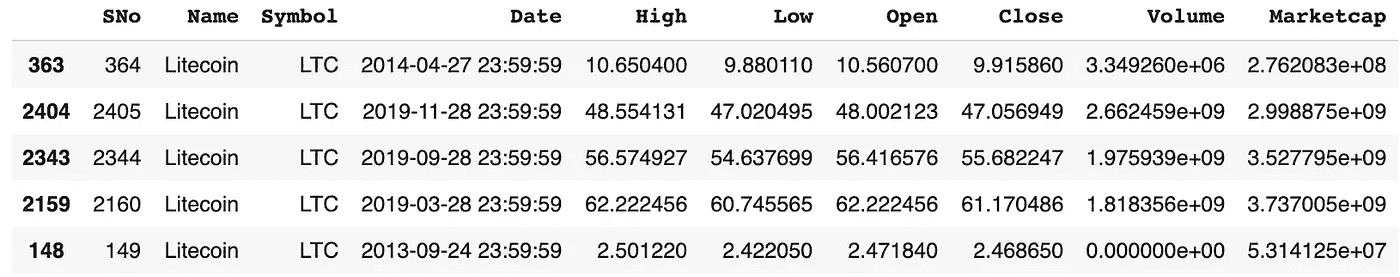 SNo Name Symbol Date High Low Open Close Volume Marketcap
363 364 Litecoin LTC 2014-04-27 23:59:59 10.650400 9.880110 10.560700 9.915860 3.349260e+06 2.762083e+08
2404 2405 Litecoin LTC 2019-11-28 23:59:59 48.554131 47.020495 48.002123 47.056949 2.662459e+09 2.998875e+09
2343 2344 Litecoin LTC 2019-09-28 23:59:59 56.574927 54.637699 56.416576 55.682247 1.975939e+09 3.527795e+09
2159 2160 Litecoin LTC 2019-03-28 23:59:59 62.222456 60.745565 62.222456 61.170486 1.818356e+09 3.737005e+09
148 149 Litecoin LTC 2013-09-24 23:59:59 2.501220 2.422050 2.471840 2.468650 0.000000e+00 5.314125e+07